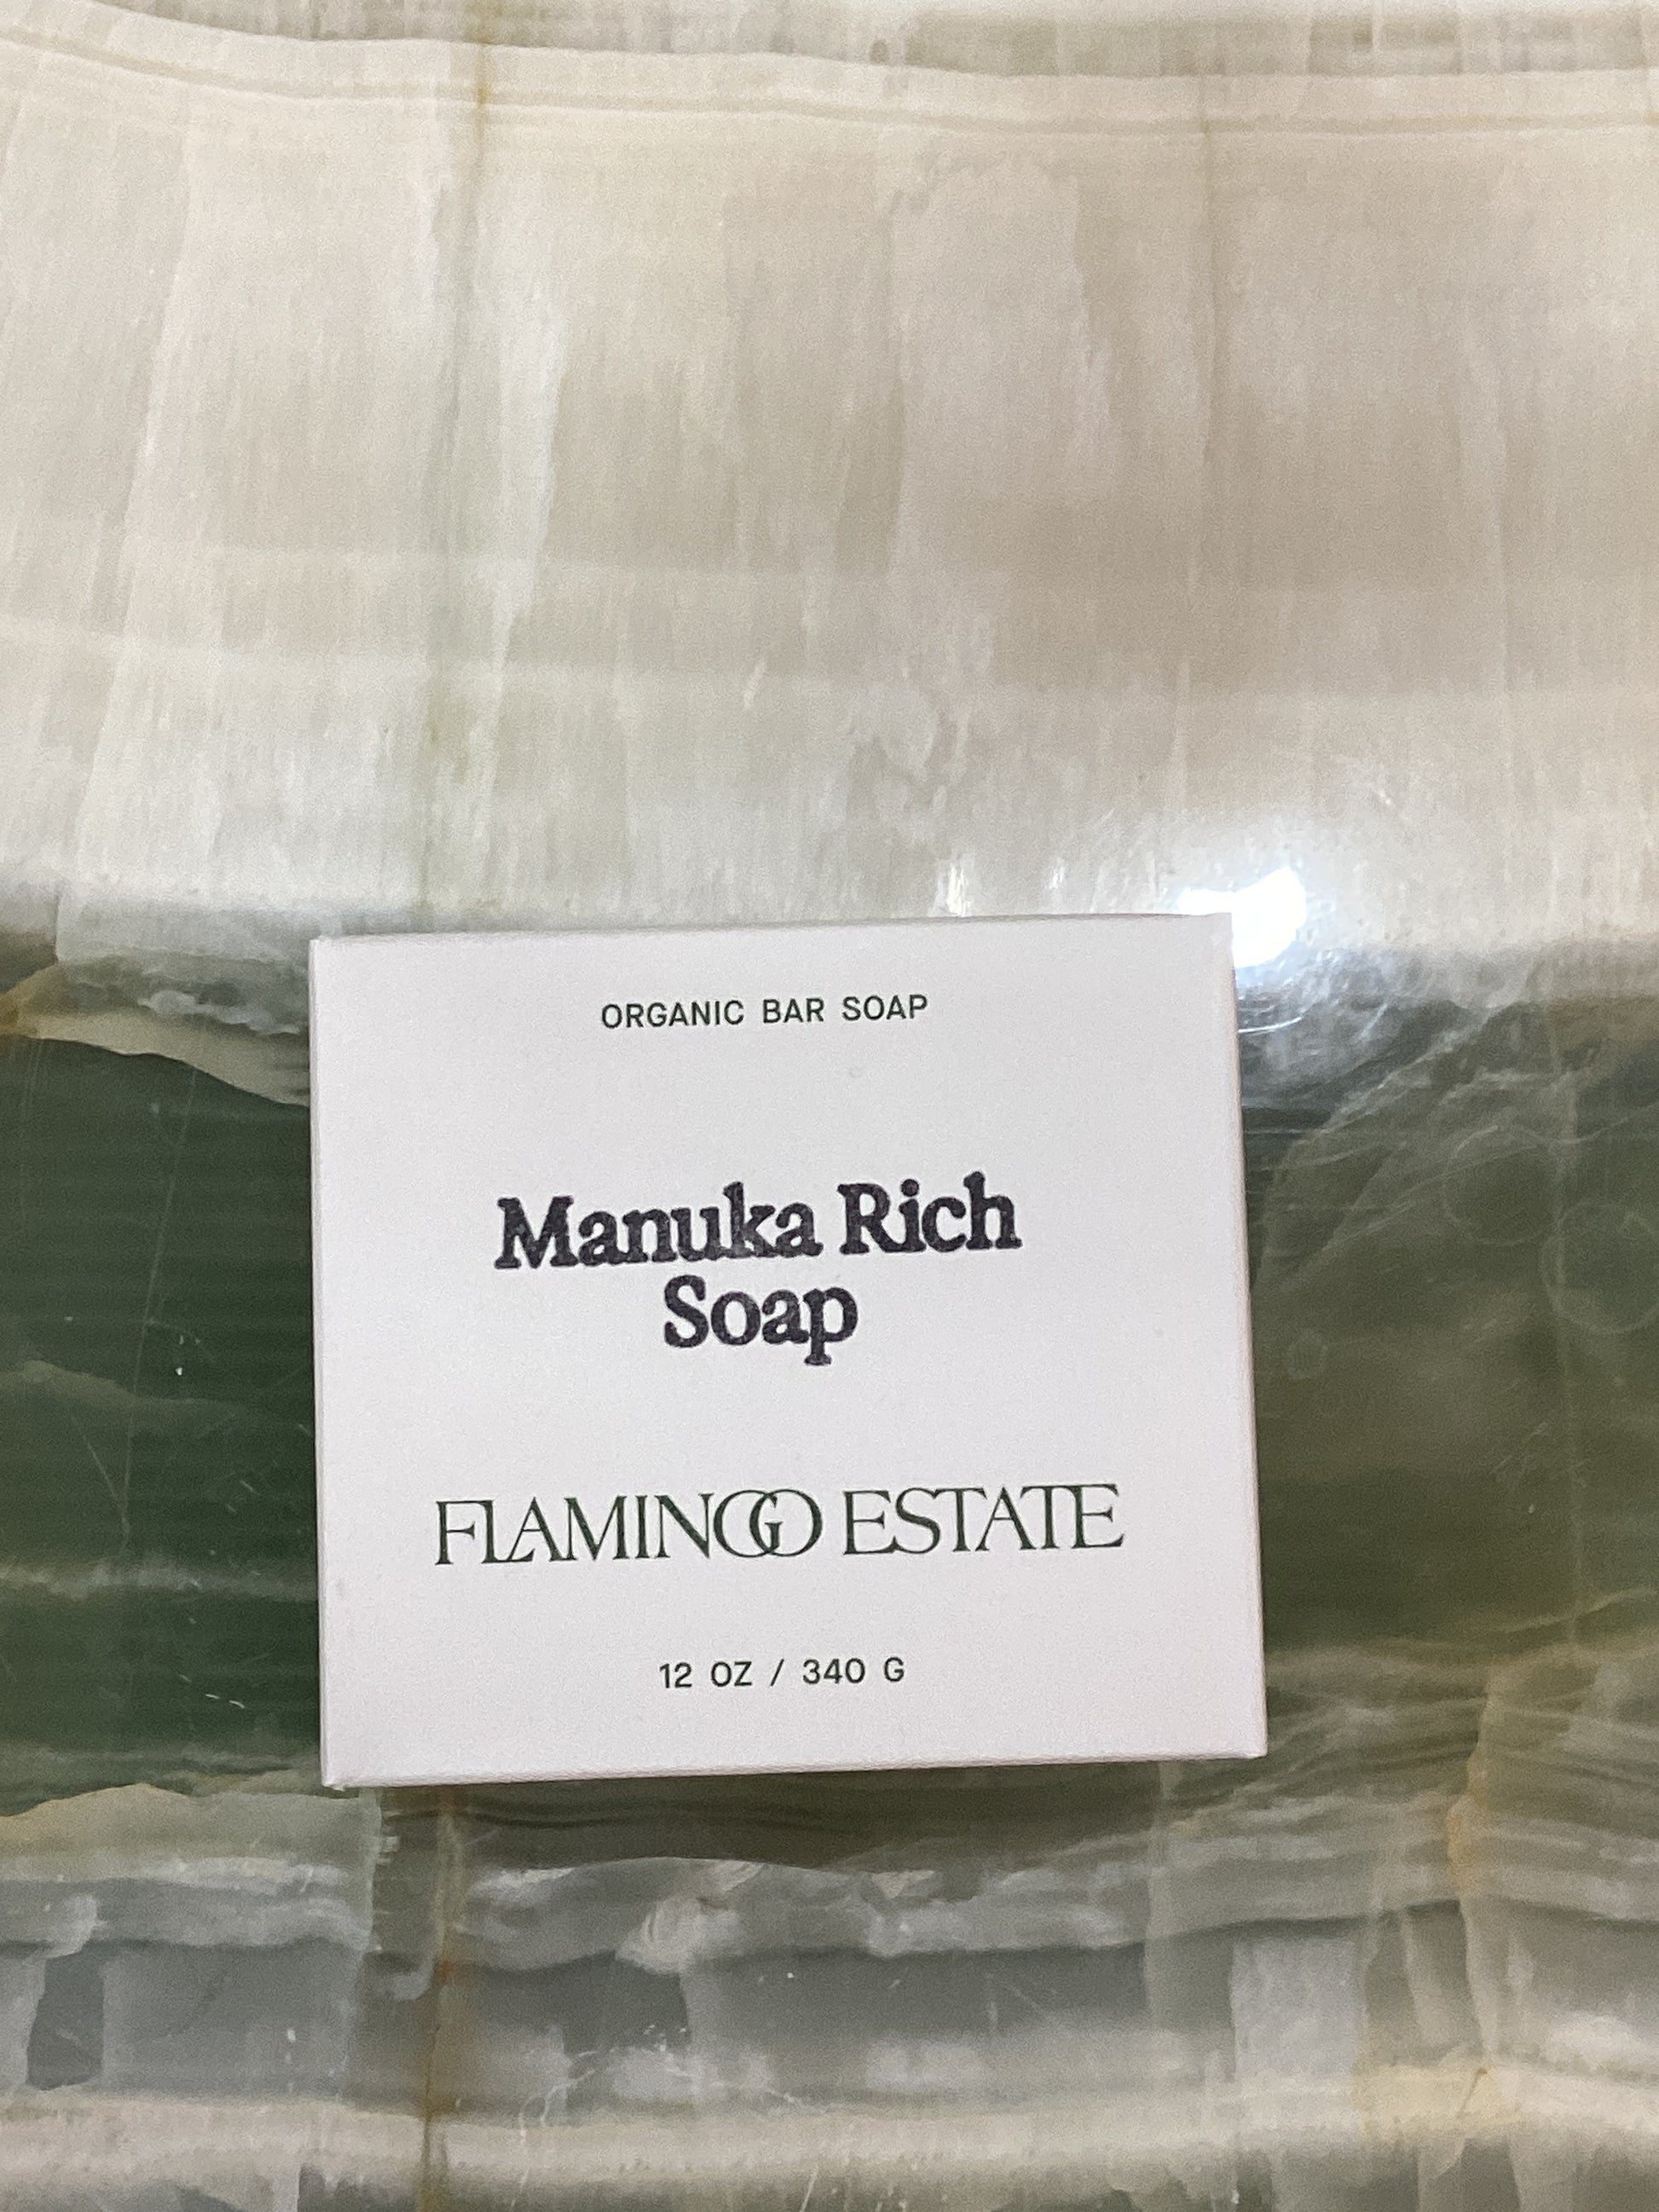 ORGANIC BAR SOAP
Manuka Rich
Soap
FLAMINGO ESTATE
12 OZ / 340 G